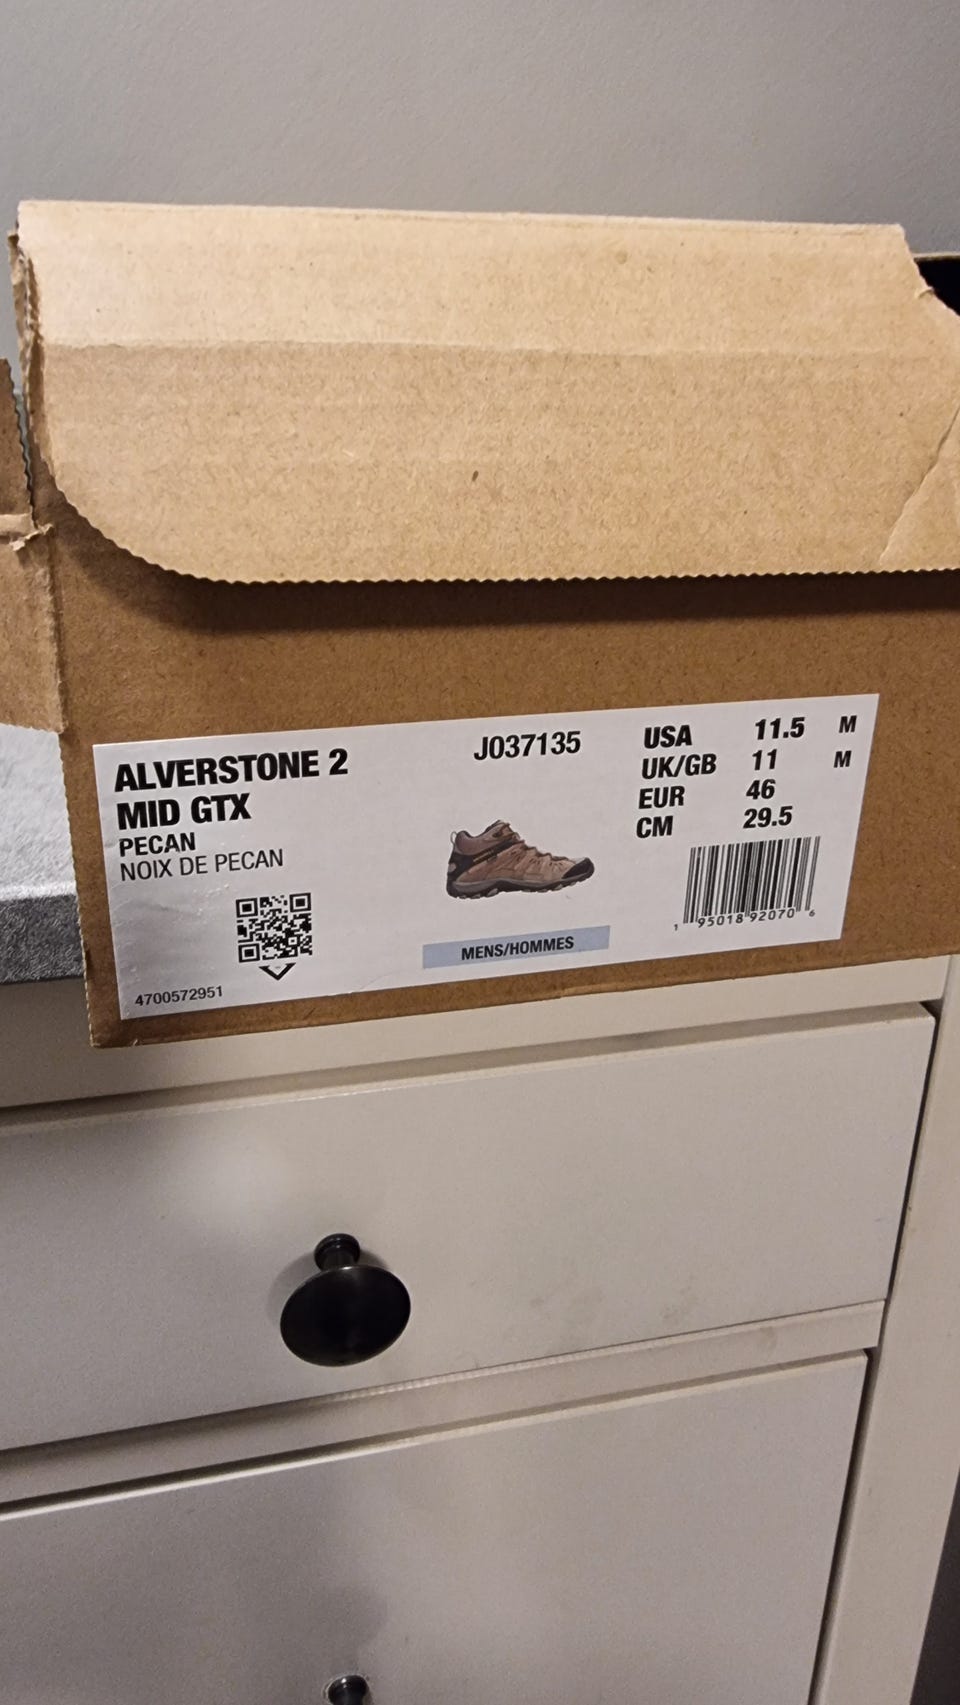 ALVERSTONE 2
MID GTX
PECAN
NOIX DE PECAN
4700572951
J037135
MENS/HOMMES
USA 11.5 M
UK/GB 11 M
EUR 46
CM 29.5
1 95018 92070 6